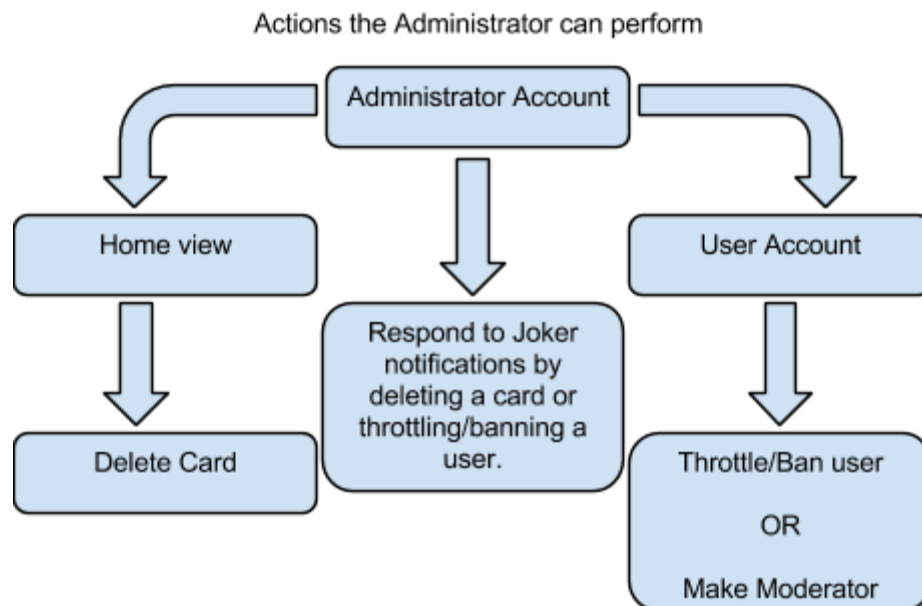 Actions the Administrator can perform
Administrator Account
Home view
User Account
Respond to Joker
notifications by
deleting a card or
throttling/banning a
user.
Delete Card
Throttle/Ban user
OR
Make Moderator